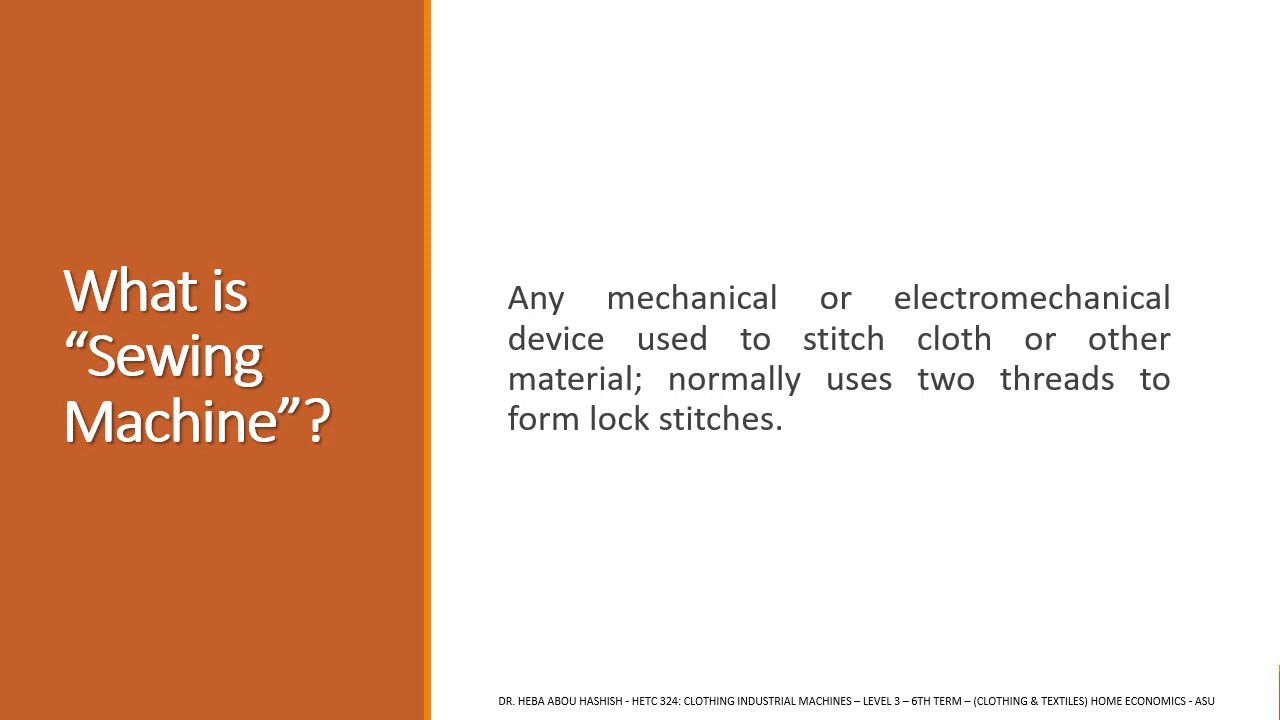 What is
“Sewing
Machine”?
Any mechanical or electromechanical
device used to stitch cloth or other
material; normally uses two threads to
form lock stitches.
DR. HEBA ABOU HASHISH - HETC 324: CLOTHING INDUSTRIAL MACHINES – LEVEL 3 – 6TH TERM – (CLOTHING & TEXTILES) HOME ECONOMICS - ASU